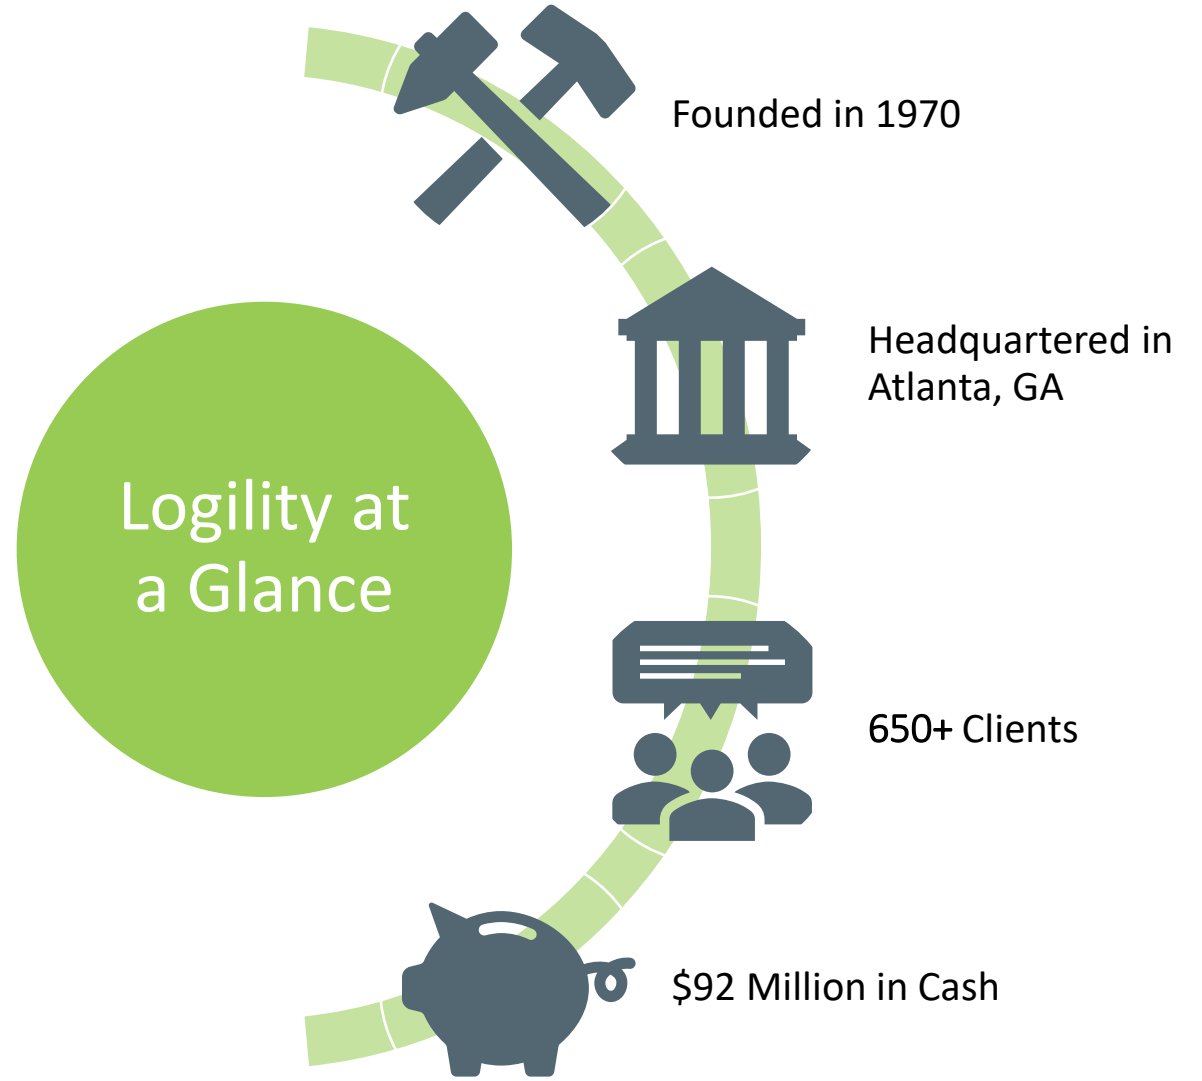 Founded in 1970
Headquartered in
Atlanta, GA
Logility at
a Glance
650+ Clients
$92 Million in Cash